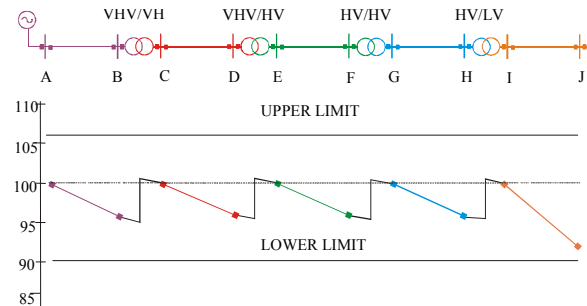 VHV/VH VHV/HV HV/HV HV/LV
A B C D E F G H I J
110
UPPER LIMIT
105
100
95
LOWER LIMIT
90
85